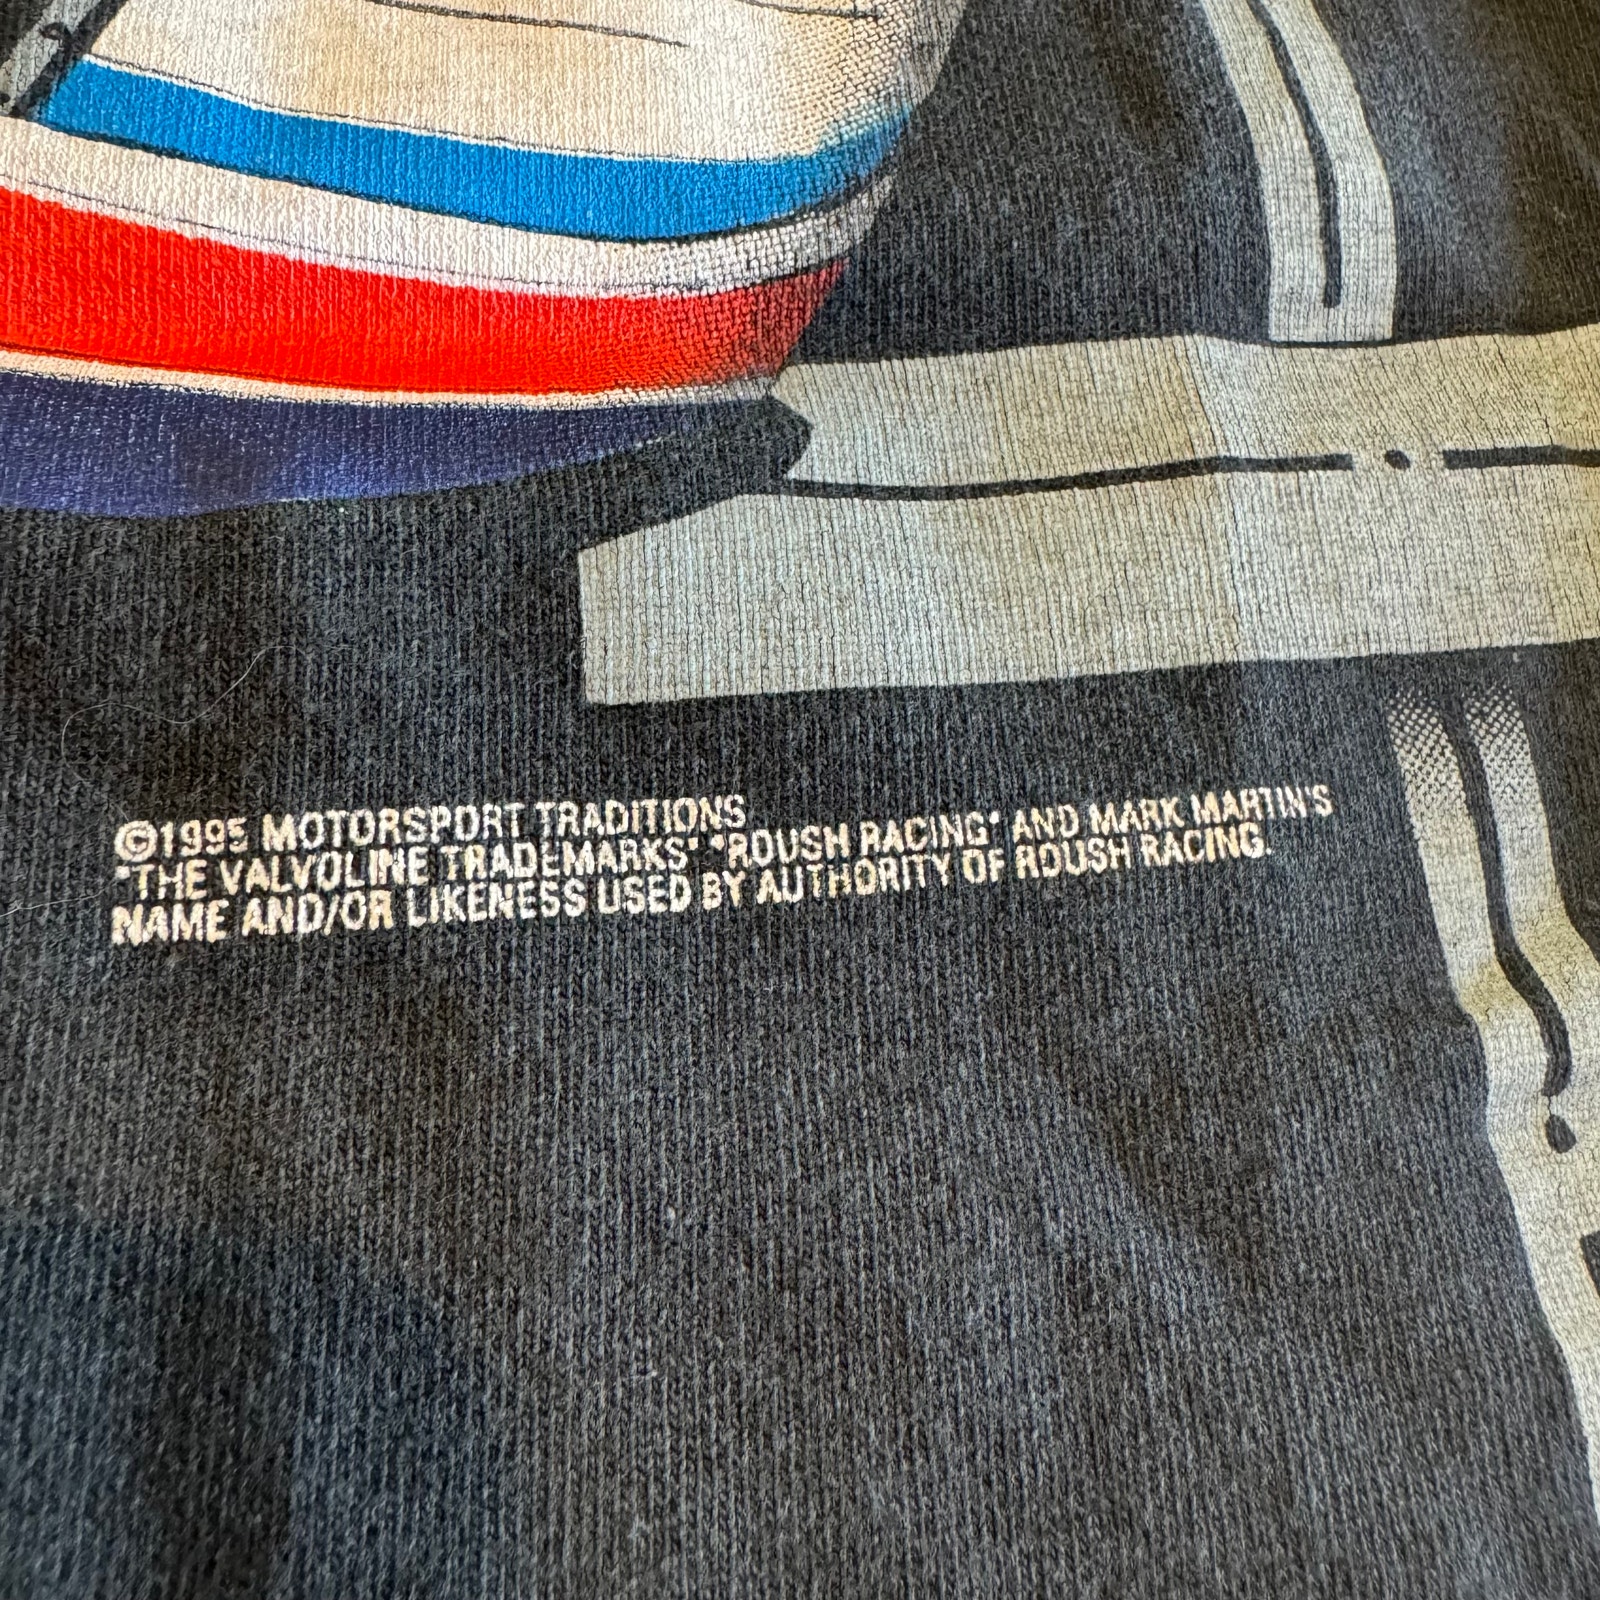 ©1995 MOTORSPORT TRADITIONS
"THE VALVOLINE TRADEMARKS" "ROUSH RACING" AND MARK MARTIN'S
NAME AND/OR LIKENESS USED BY AUTHORITY OF ROUSH RACING.